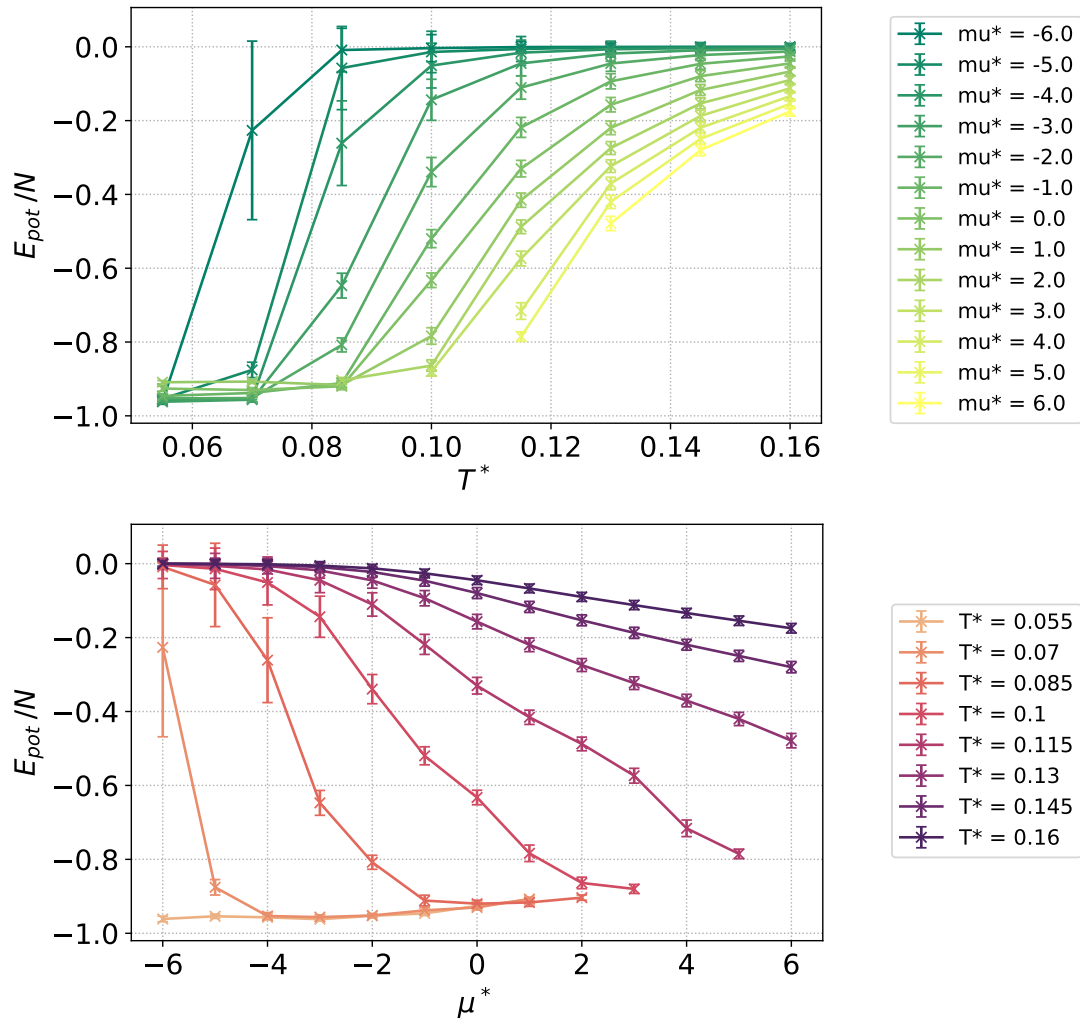 0.0
−0.2
−0.4
−0.6
−0.8
−1.0
E_pot /N
0.06 0.08 0.10 0.12 0.14 0.16
T*
mu* = -6.0
mu* = -5.0
mu* = -4.0
mu* = -3.0
mu* = -2.0
mu* = -1.0
mu* = 0.0
mu* = 1.0
mu* = 2.0
mu* = 3.0
mu* = 4.0
mu* = 5.0
mu* = 6.0
0.0
−0.2
−0.4
−0.6
−0.8
−1.0
E_pot /N
−6 −4 −2 0 2 4 6
μ*
T* = 0.055
T* = 0.07
T* = 0.085
T* = 0.1
T* = 0.115
T* = 0.13
T* = 0.145
T* = 0.16